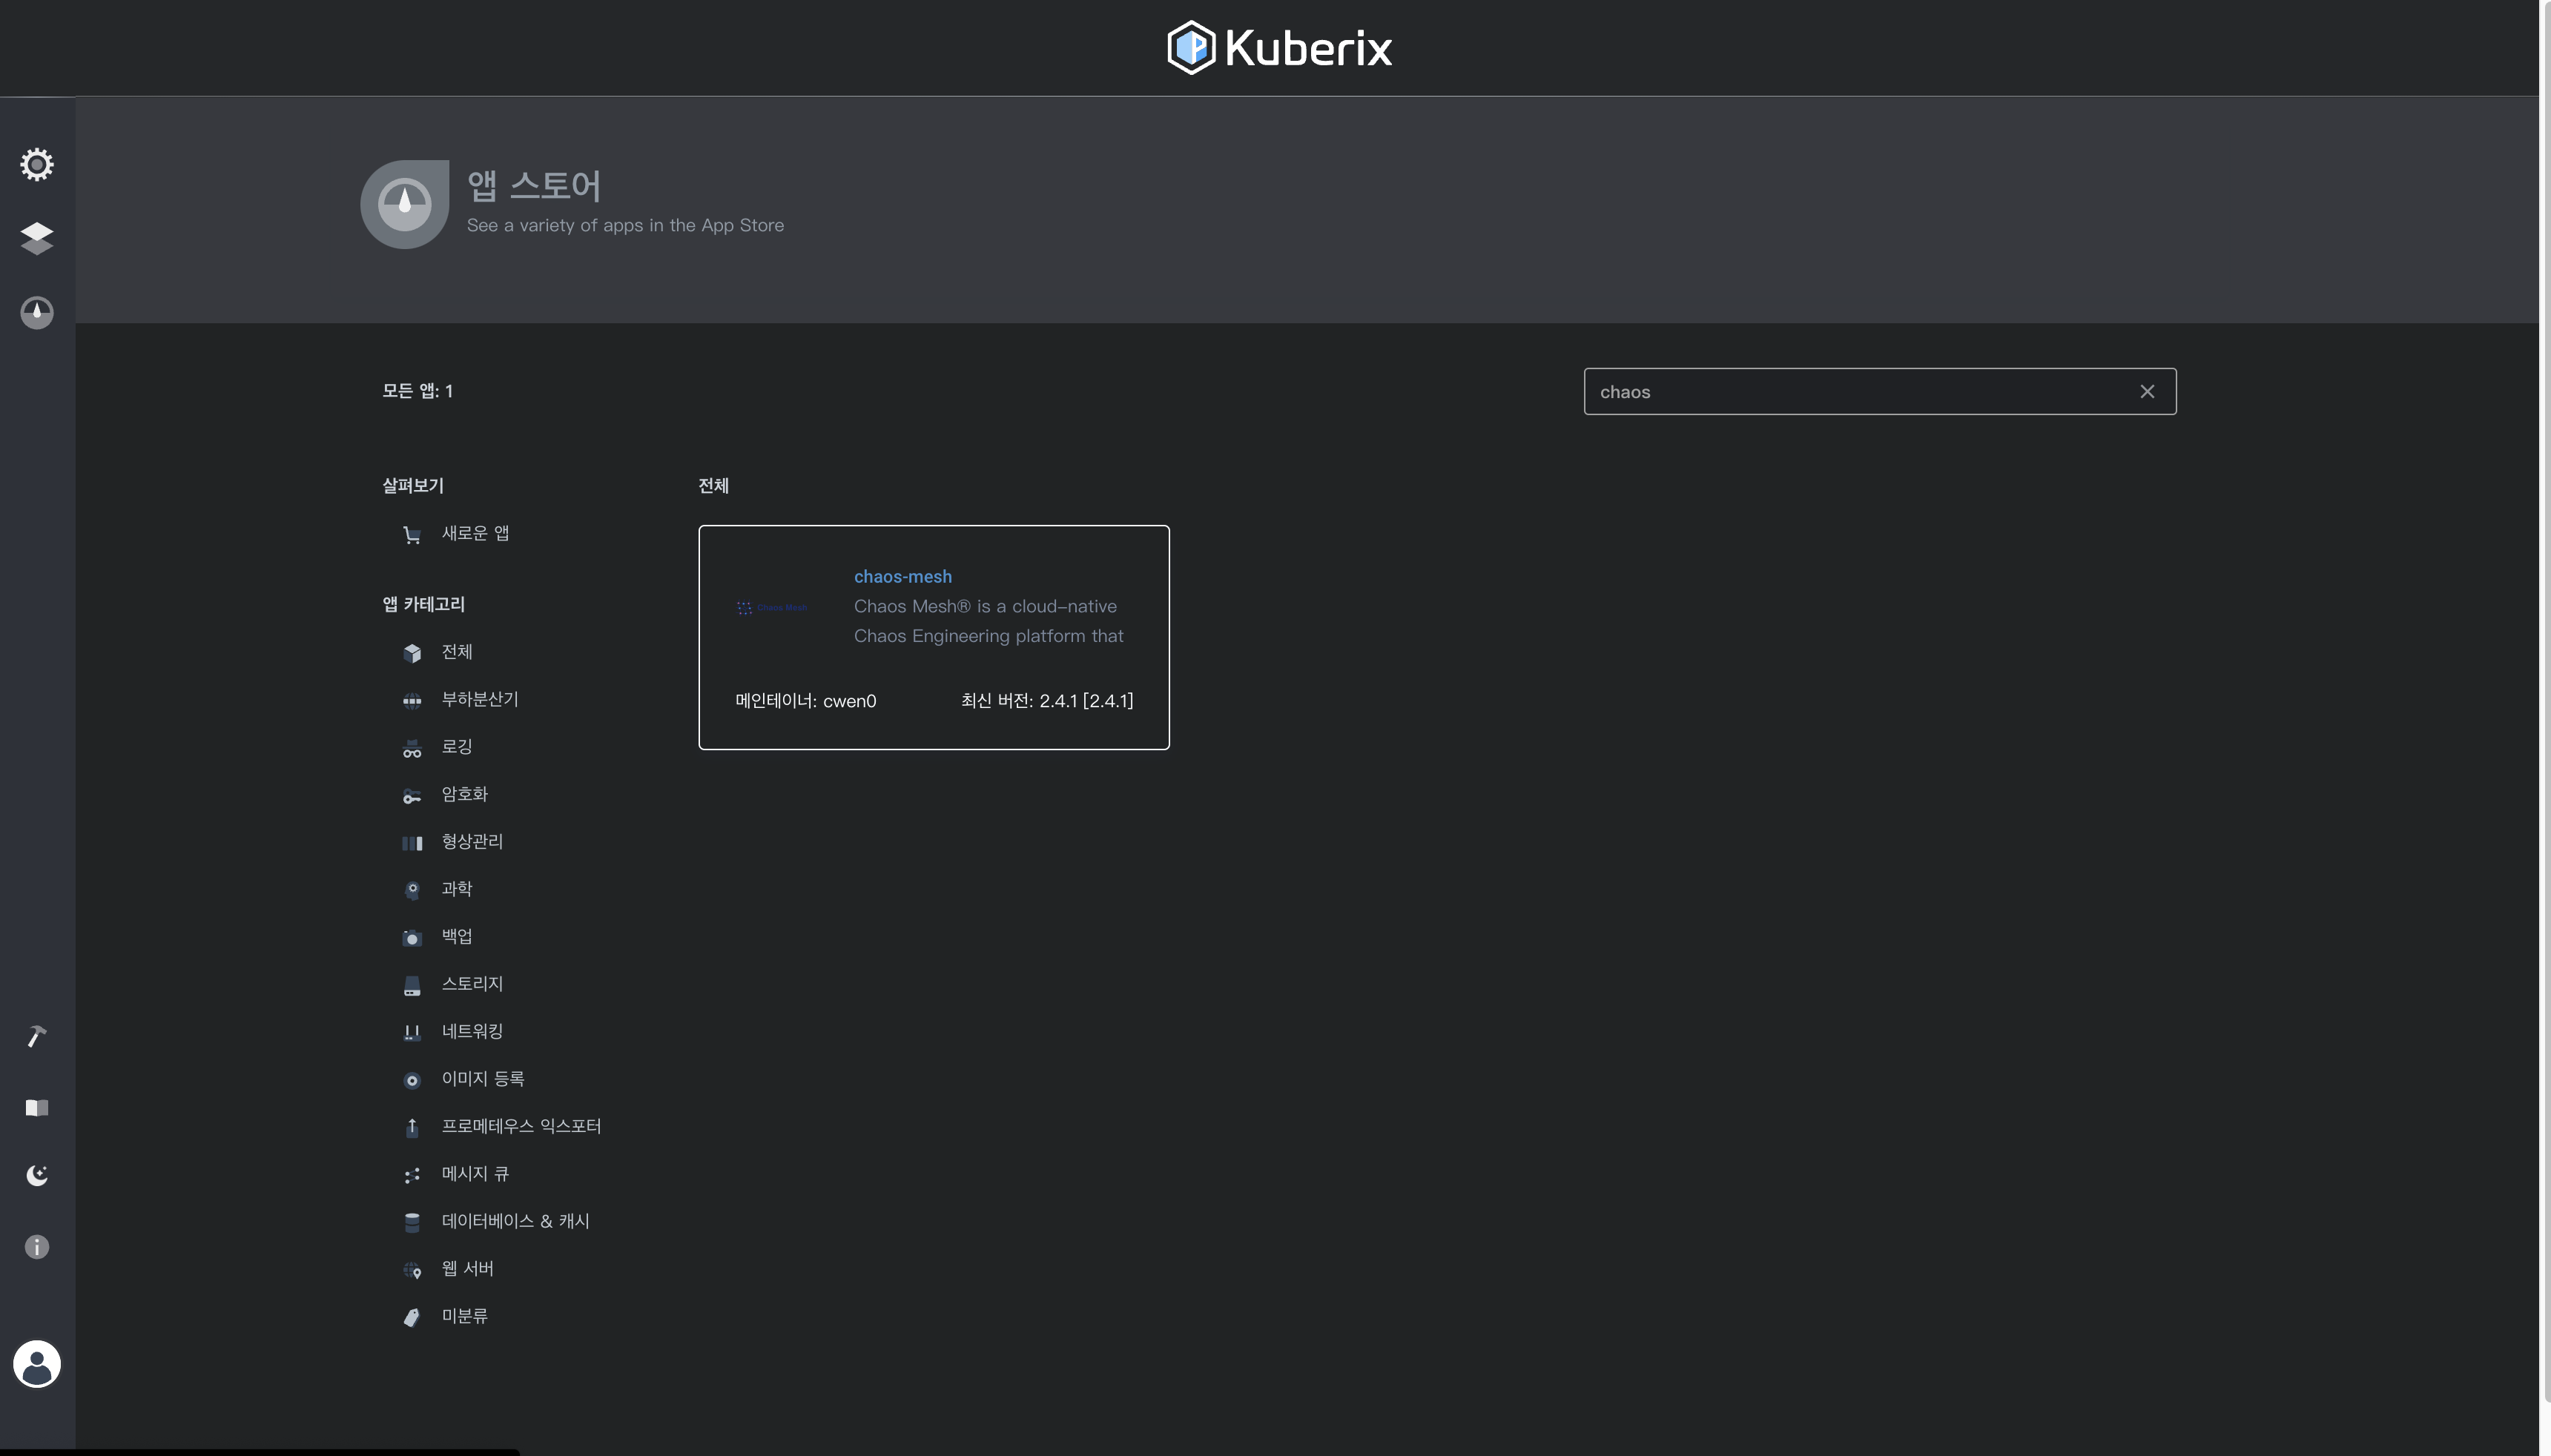 Kuberix
앱 스토어
See a variety of apps in the App Store
모든 앱: 1
chaos
살펴보기
새로운 앱
앱 카테고리
전체
부하분산기
로깅
암호화
형상관리
과학
백업
스토리지
네트워킹
이미지 등록
프로메테우스 익스포터
메시지 큐
데이터베이스 & 캐시
웹 서버
미분류
전체
Chaos Mesh
chaos-mesh
Chaos Mesh® is a cloud-native
Chaos Engineering platform that
메인테이너: cwen0
최신 버전: 2.4.1 [2.4.1]